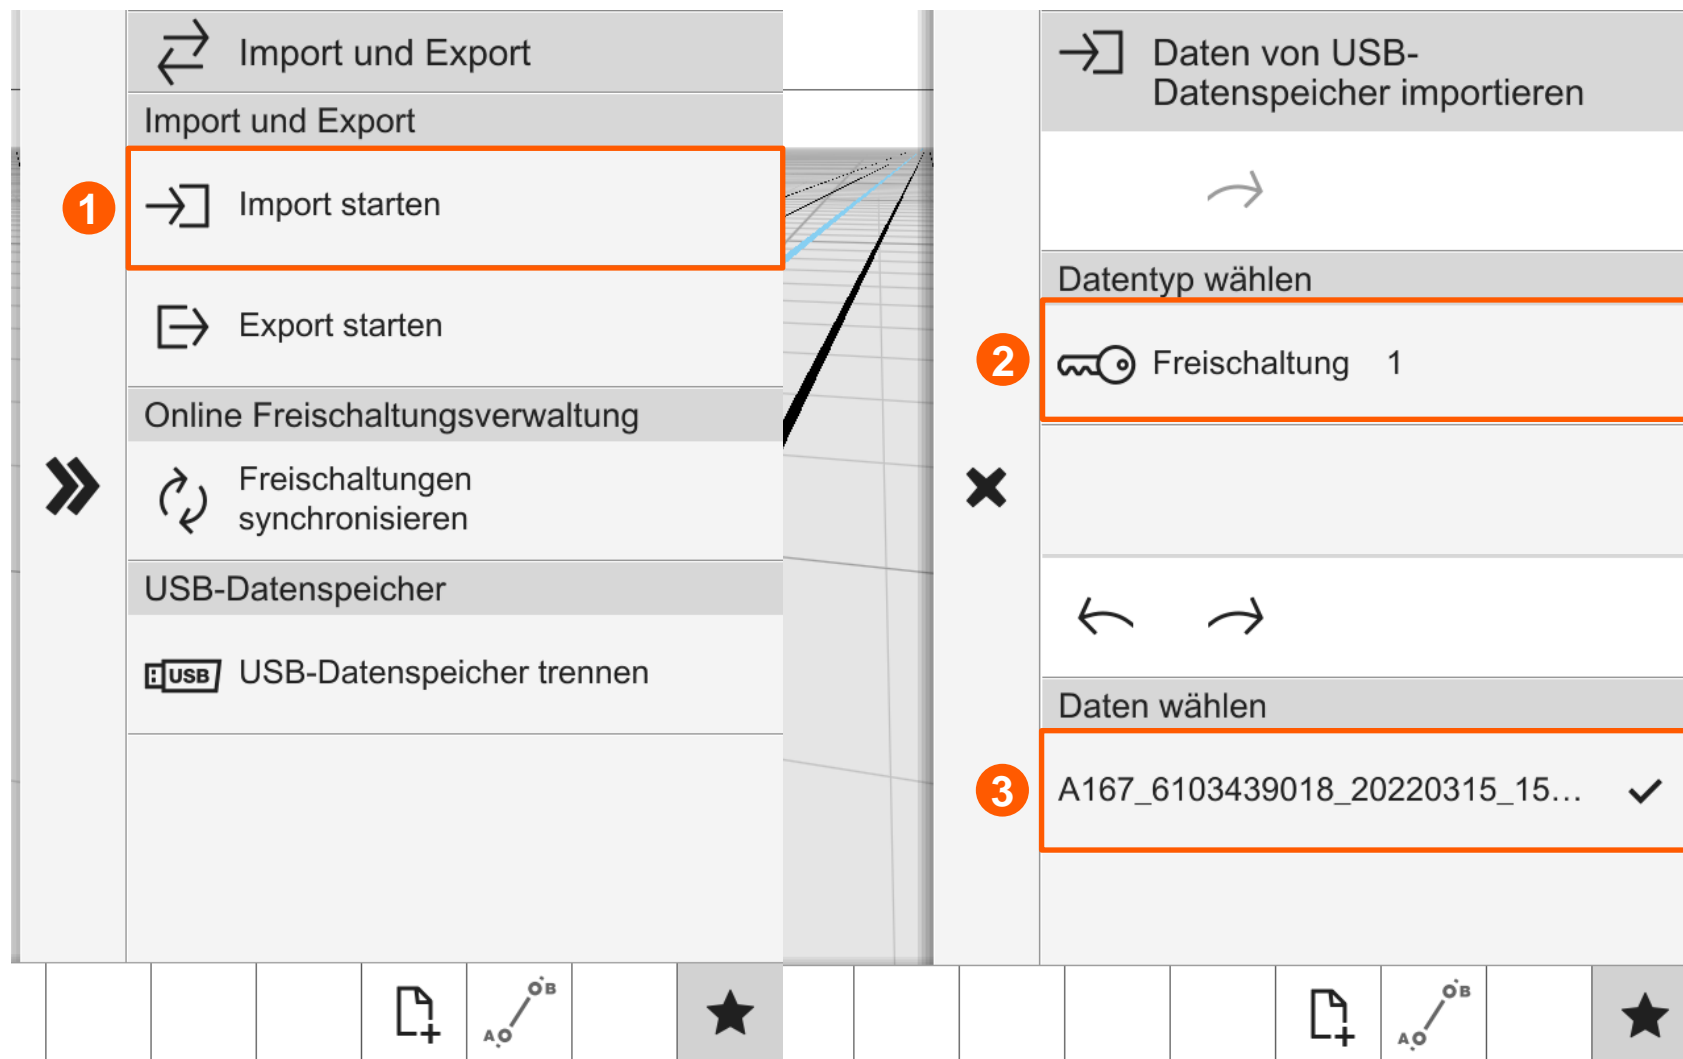 Import und Export
Import und Export
1
Import starten
Export starten
Online Freischaltungsverwaltung
Freischaltungen
synchronisieren
USB-Datenspeicher
USB
USB-Datenspeicher trennen
A
B
Daten von USB-
Datenspeicher importieren
Datentyp wählen
2
Freischaltung 1
Daten wählen
3
A167_6103439018_20220315_15...
A
B